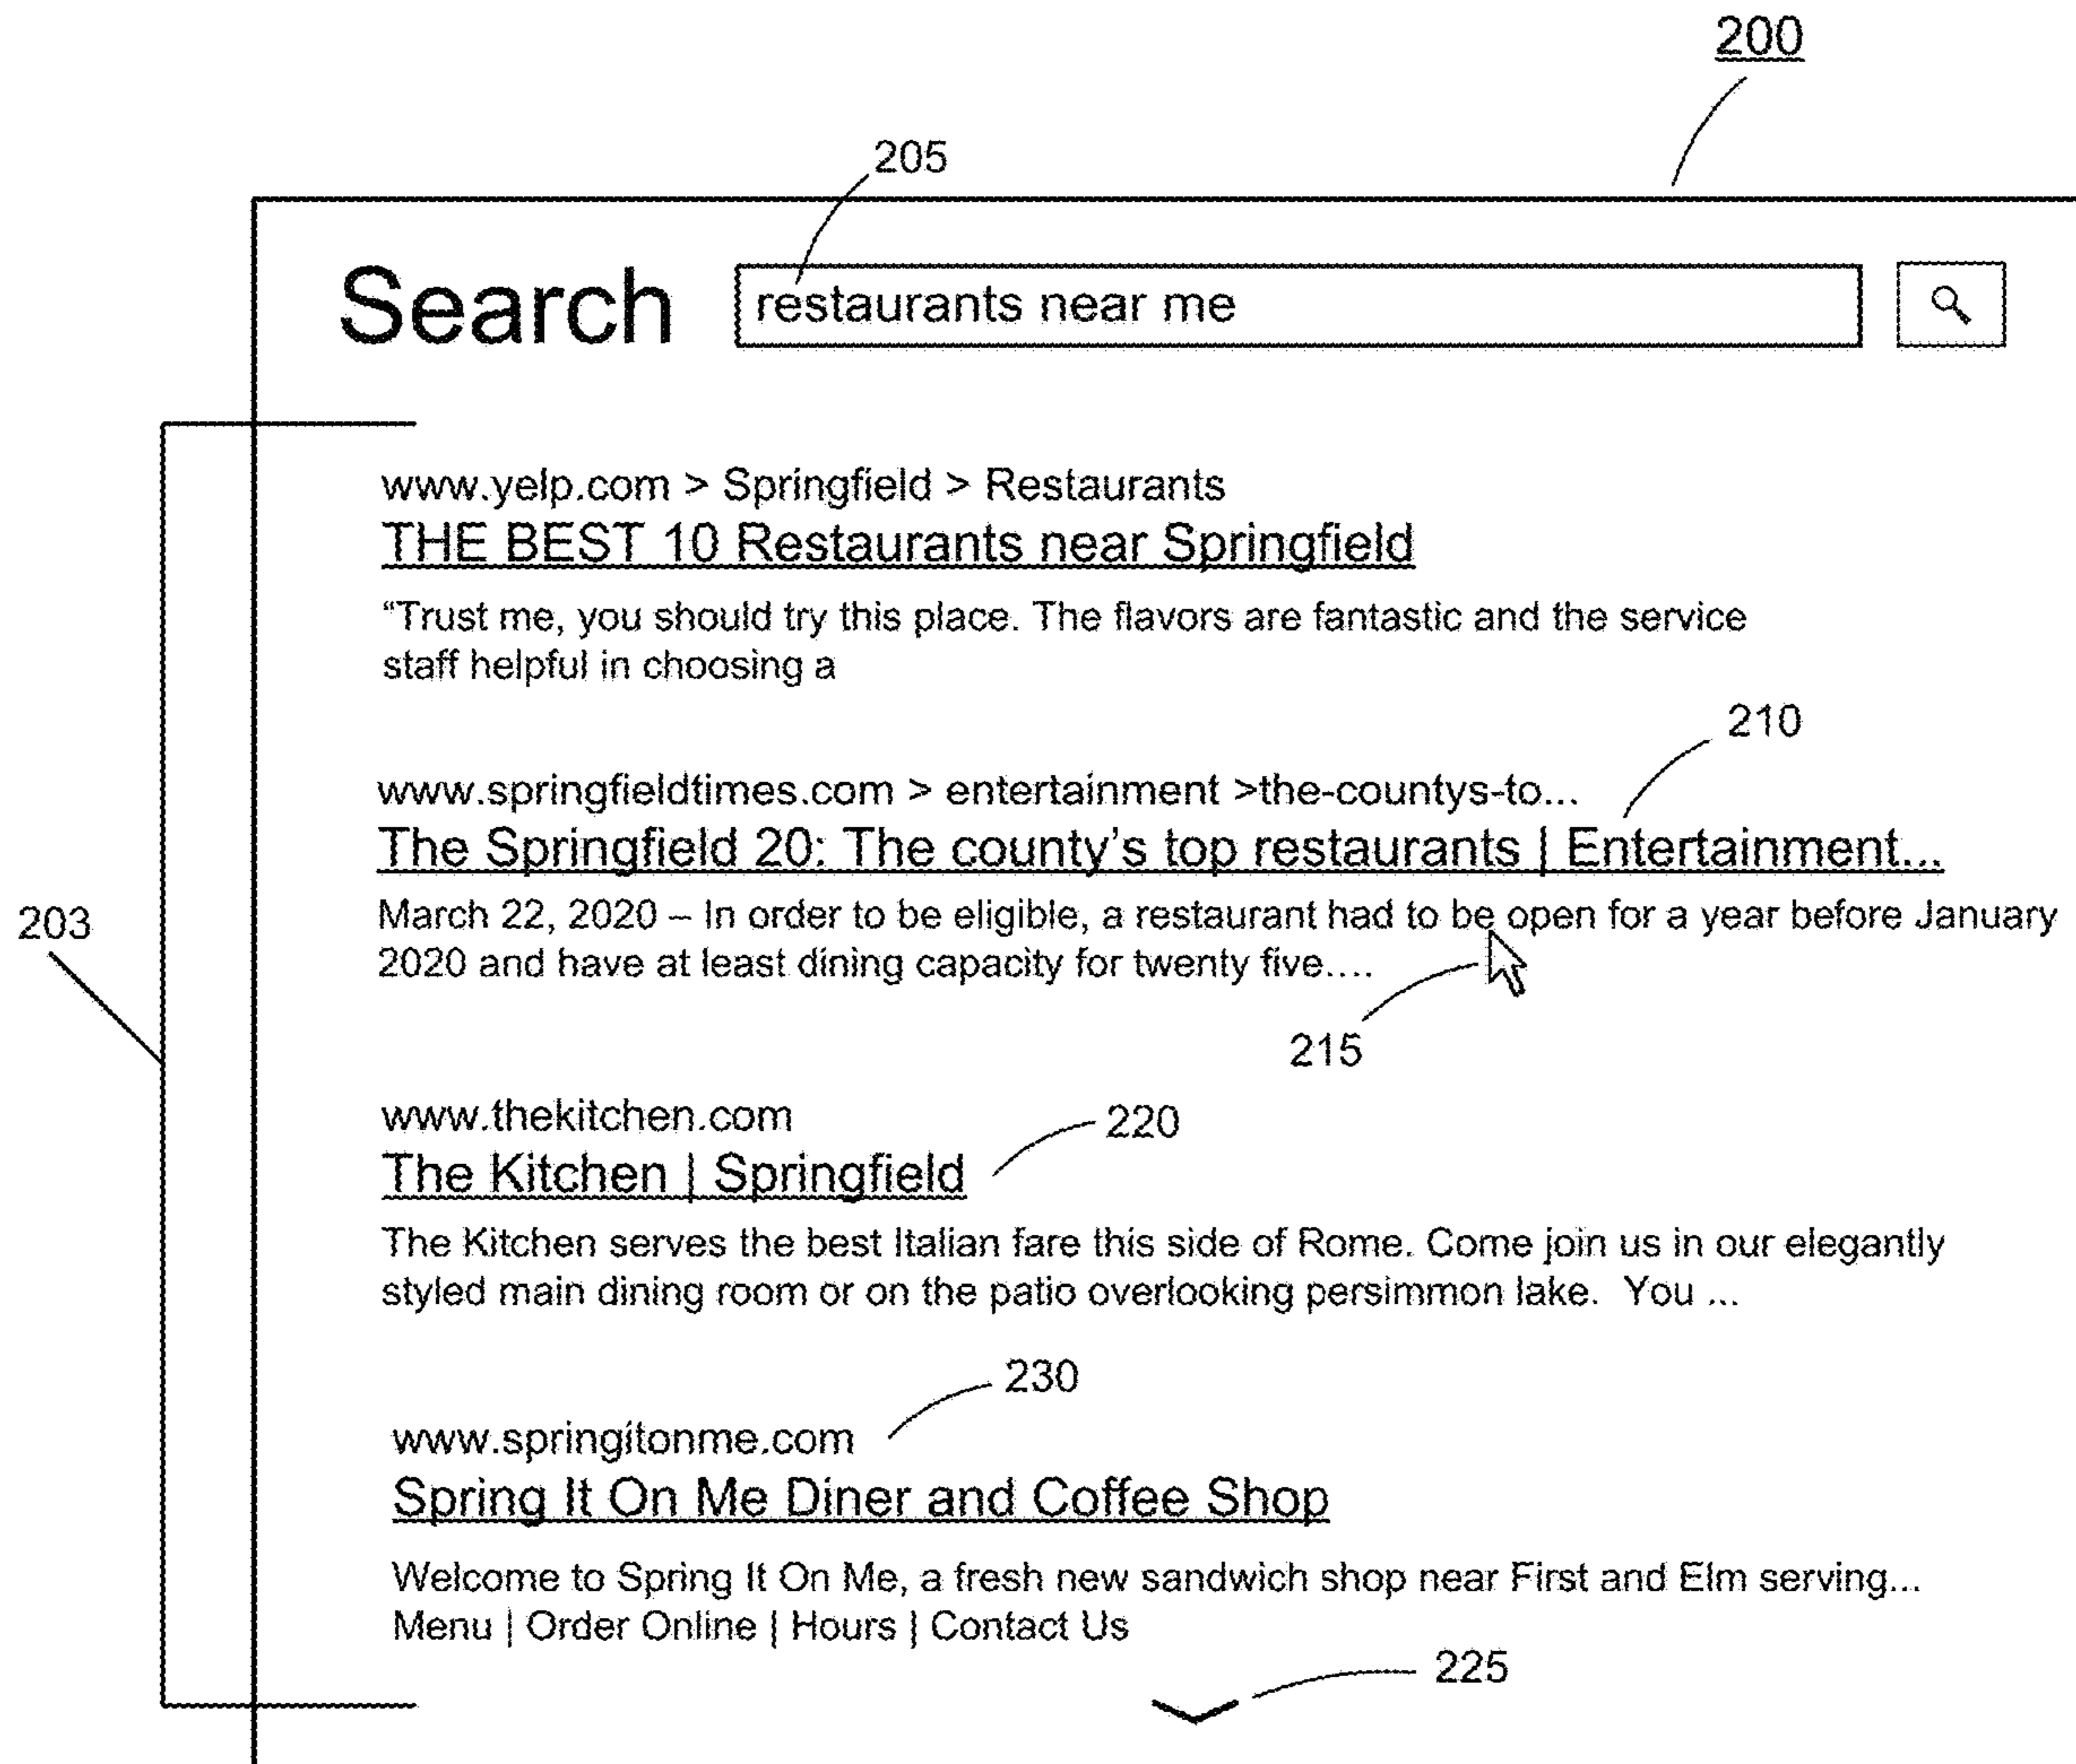 200
205
Search restaurants near me
www.yelp.com > Springfield > Restaurants
THE BEST 10 Restaurants near Springfield
“Trust me, you should try this place. The flavors are fantastic and the service
staff helpful in choosing a
210
www.springfieldtimes.com > entertainment >the-countys-to...
The Springfield 20: The county’s top restaurants | Entertainment...
203
March 22, 2020 – In order to be eligible, a restaurant had to be open for a year before January
2020 and have at least dining capacity for twenty five....
215
www.thekitchen.com
220
The Kitchen | Springfield
The Kitchen serves the best Italian fare this side of Rome. Come join us in our elegantly
styled main dining room or on the patio overlooking persimmon lake.  You ...
230
www.springitonme.com
Spring It On Me Diner and Coffee Shop
Welcome to Spring It On Me, a fresh new sandwich shop near First and Elm serving...
Menu | Order Online | Hours | Contact Us
225